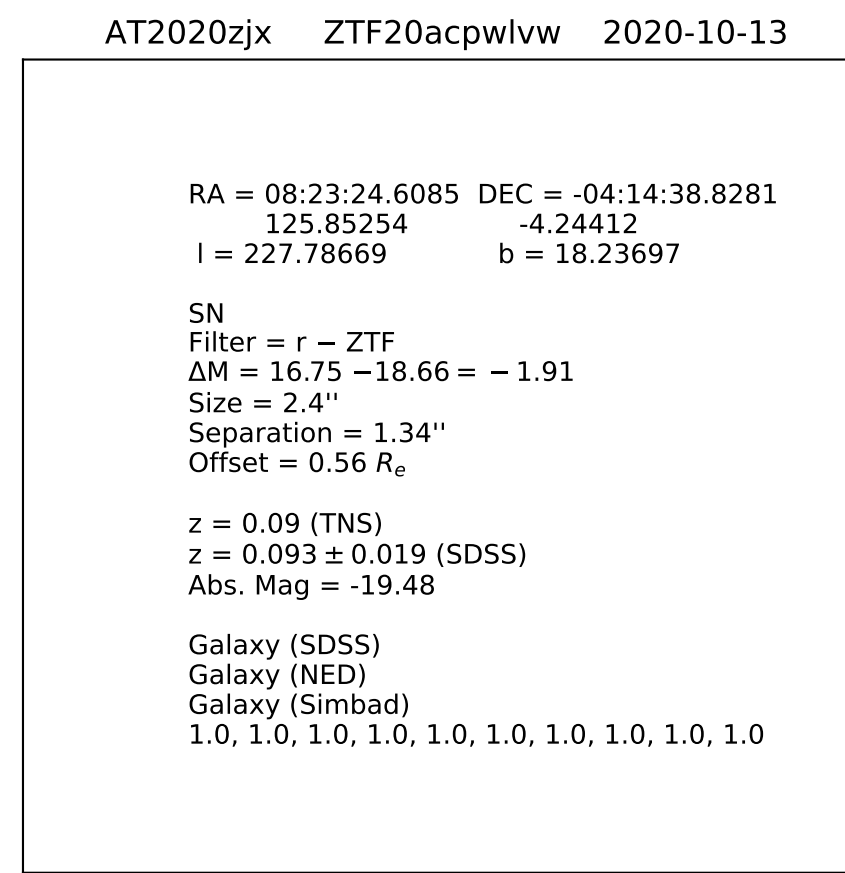 AT2020zjx ZTF20acpwlvw 2020-10-13
RA = 08:23:24.6085 DEC = -04:14:38.8281
125.85254 -4.24412
l = 227.78669 b = 18.23697
SN
Filter = r − ZTF
ΔM = 16.75 −18.66 = − 1.91
Size = 2.4''
Separation = 1.34''
Offset = 0.56 Rₑ
z = 0.09 (TNS)
z = 0.093 ± 0.019 (SDSS)
Abs. Mag = -19.48
Galaxy (SDSS)
Galaxy (NED)
Galaxy (Simbad)
1.0, 1.0, 1.0, 1.0, 1.0, 1.0, 1.0, 1.0, 1.0, 1.0